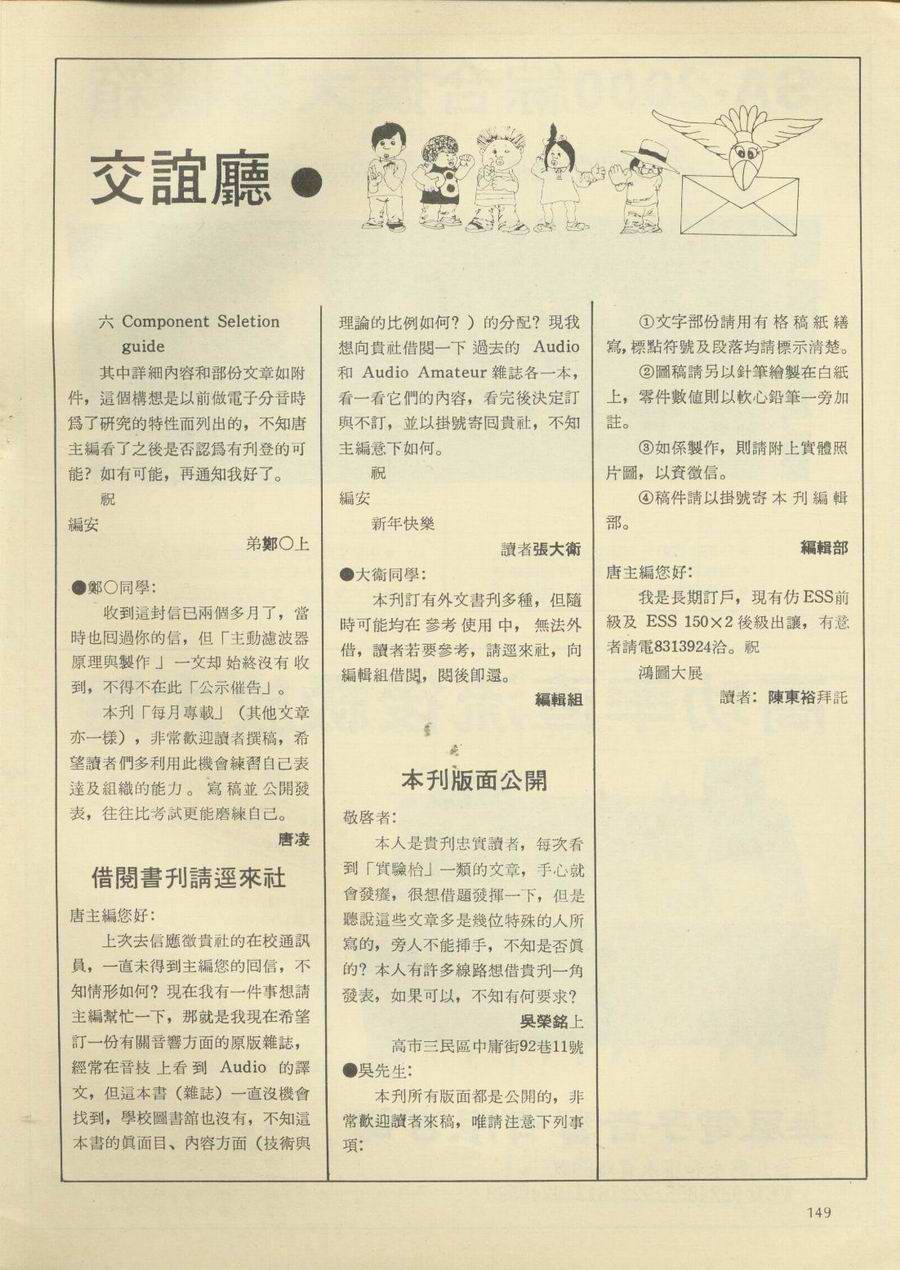 交誼廳●
六 Component Seletion
guide
其中詳細內容和部份文章如附
件，這個構想是以前做電子分音時
爲了研究的特性而列出的，不知唐
主編看了之後是否認爲有刊登的可
能？如有可能，再通知我好了。
祝
編安
弟鄭〇上
●鄭〇同學：
收到這封信已兩個多月了，當
時也囘過你的信，但「主動濾波器
原理與製作」一文却始終沒有收
到，不得不在此「公示催告」。
本刊「每月專載」（其他文章
亦一樣），非常歡迎讀者撰稿，希
望讀者們多利用此機會練習自己表
達及組織的能力。寫稿並公開發
表，往往比考試更能磨練自己。
唐凌
借閱書刊請逕來社
唐主編您好：
上次去信應徵貴社的在校通訊
員，一直未得到主編您的囘信，不
知情形如何？現在我有一件事想請
主編幫忙一下，那就是我現在希望
訂一份有關音響方面的原版雜誌，
經常在音技上看到 Audio 的譯
文，但這本書（雜誌）一直沒機會
找到，學校圖書舘也沒有，不知這
本書的眞面目、內容方面（技術與
理論的比例如何？）的分配？現我
想向貴社借閱一下過去的 Audio
和 Audio Amateur 雜誌各一本，
看一看它們的內容，看完後決定訂
與不訂，並以掛號寄囘貴社，不知
主編意下如何。
祝
編安
新年快樂
讀者張大衛
●大衛同學：
本刊訂有外文書刊多種，但隨
時可能均在參考使用中，無法外
借，讀者若要參考，請逕來社，向
編輯組借閱，閱後卽還。
編輯組
本刊版面公開
敬啓者：
本人是貴刊忠實讀者，每次看
到「實驗枱」一類的文章，手心就
會發癢，很想借題發揮一下，但是
聽說這些文章多是幾位特殊的人所
寫的，旁人不能揷手，不知是否眞
的？本人有許多線路想借貴刊一角
發表，如果可以，不知有何要求？
吳榮銘上
高市三民區中庸街92巷11號
●吳先生：
本刊所有版面都是公開的，非
常歡迎讀者來稿，唯請注意下列事
項：
①文字部份請用有格稿紙繕
寫，標點符號及段落均請標示淸楚。
②圖稿請另以針筆繪製在白紙
上，零件數値則以軟心鉛筆一旁加
註。
③如係製作，則請附上實體照
片圖，以資徵信。
④稿件請以掛號寄本刊編輯
部。
編輯部
唐主編您好：
我是長期訂戶，現有仿ESS前
級及 ESS 150×2 後級出讓，有意
者請電8313924洽。祝
鴻圖大展
讀者：陳東裕拜託
149